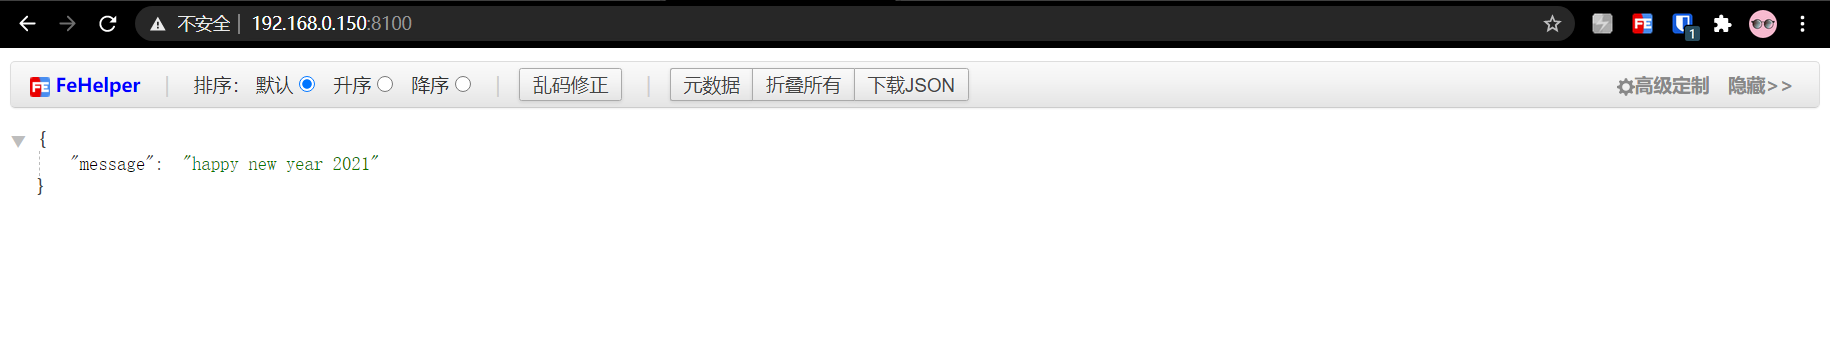 不安全 192.168.0.150:8100
1
FE FeHelper 排序： 默认 升序 降序 乱码修正 元数据 折叠所有 下载JSON 高级定制 隐藏>>
{
"message": "happy new year 2021"
}